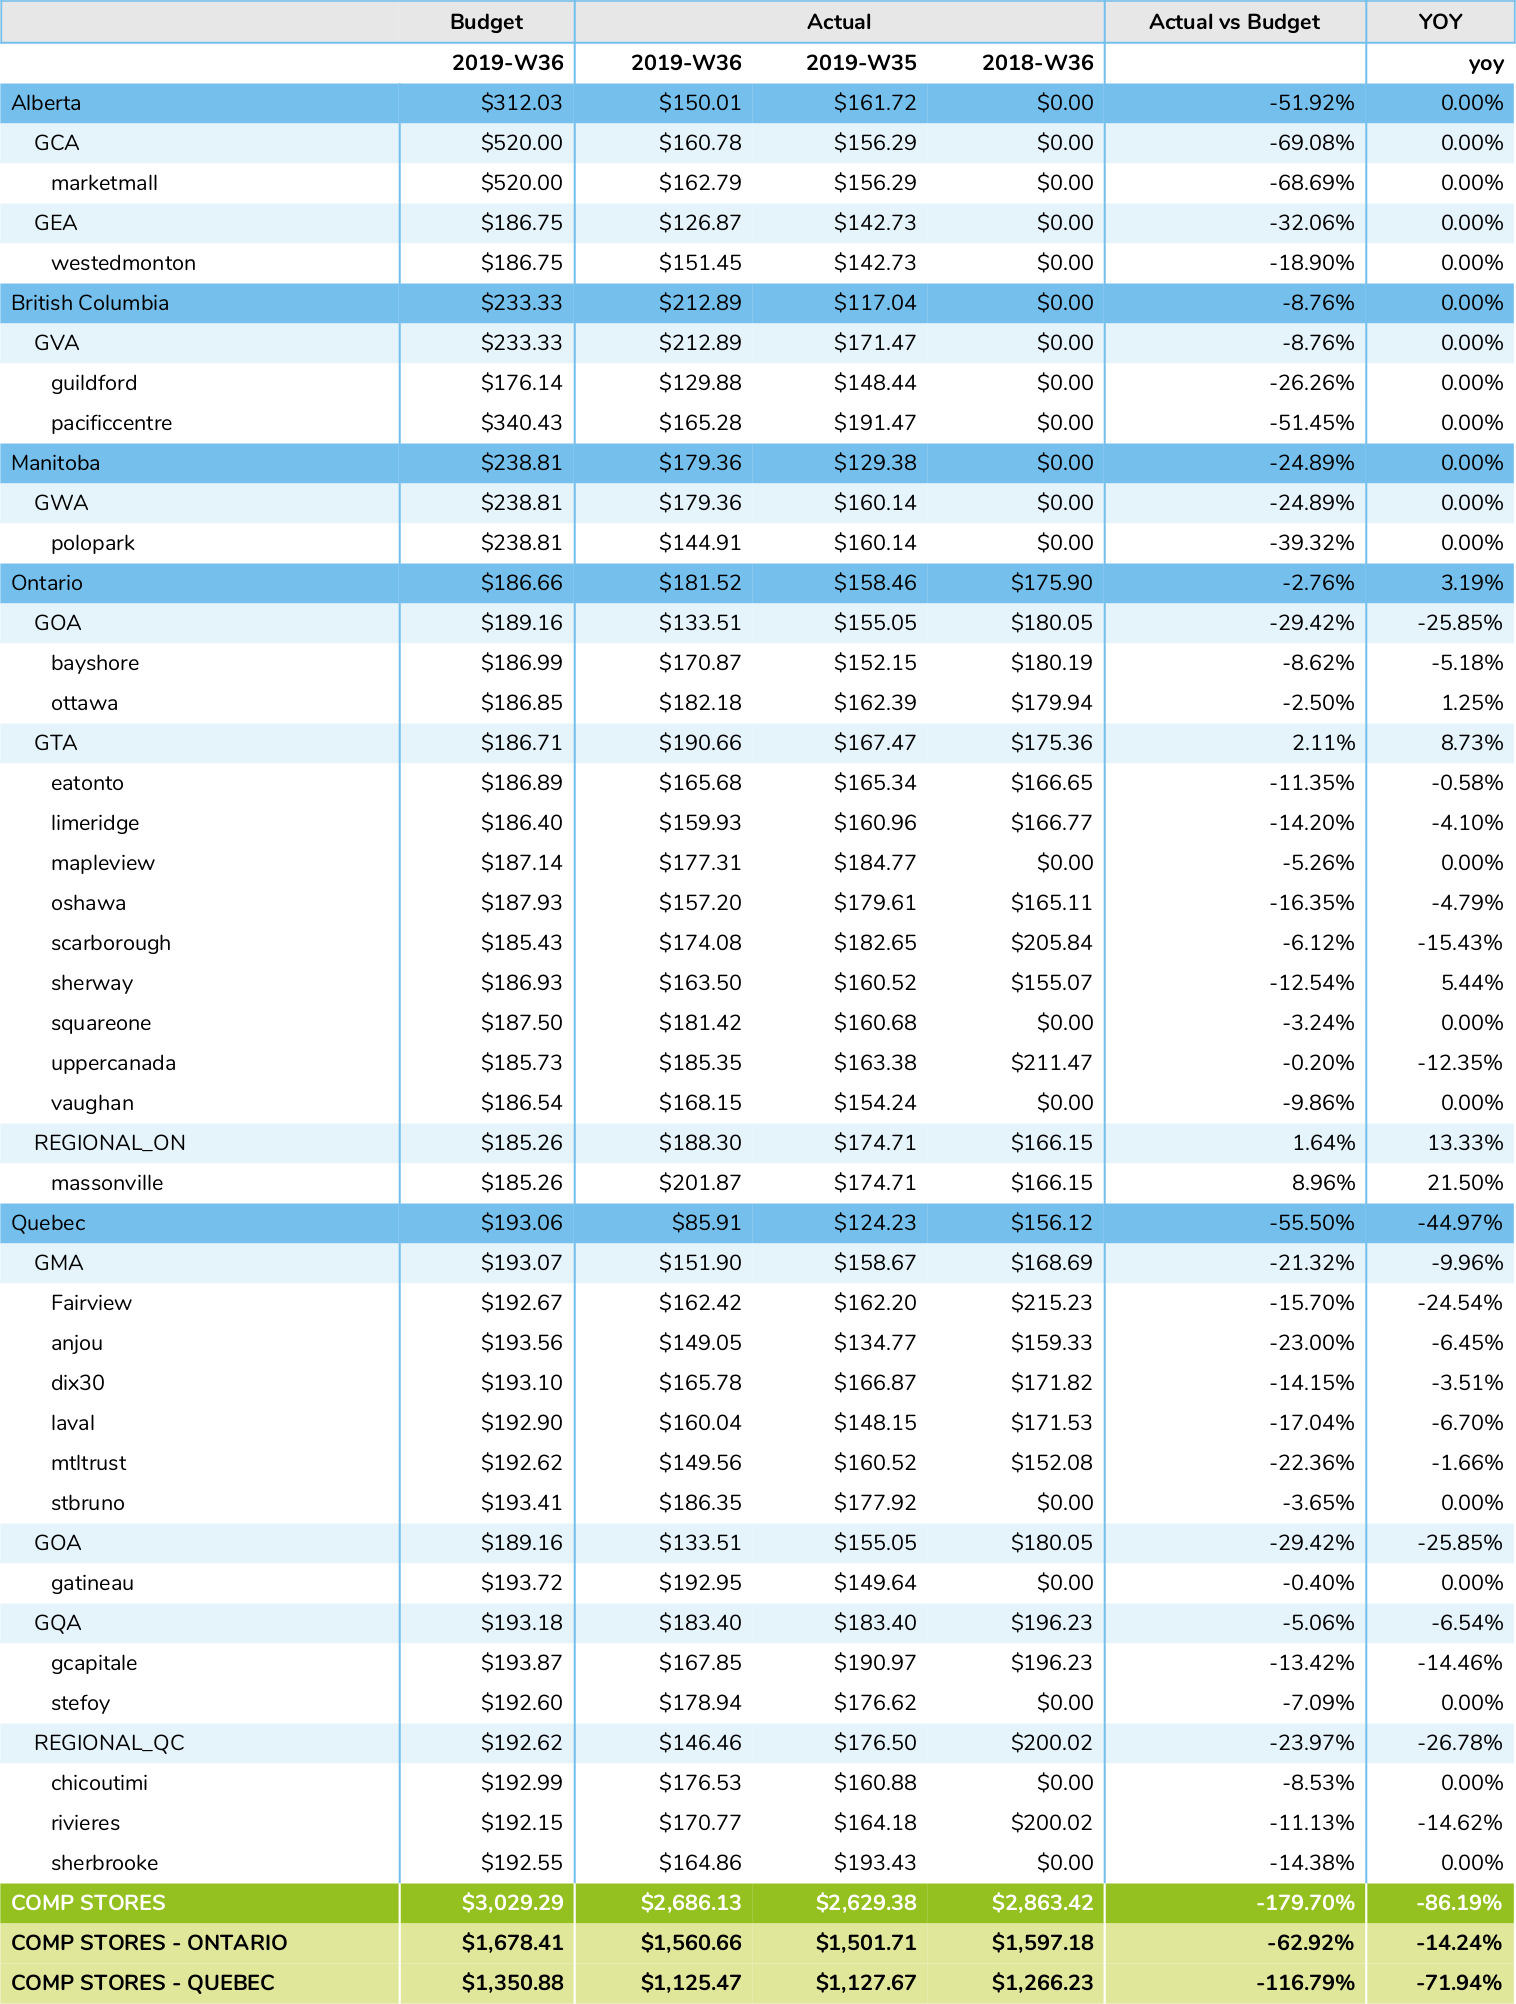 Budget Actual Actual vs Budget YOY
2019-W36 2019-W36 2019-W35 2018-W36 yoy
Alberta $312.03 $150.01 $161.72 $0.00 -51.92% 0.00%
GCA $520.00 $160.78 $156.29 $0.00 -69.08% 0.00%
marketmall $520.00 $162.79 $156.29 $0.00 -68.69% 0.00%
GEA $186.75 $126.87 $142.73 $0.00 -32.06% 0.00%
westedmonton $186.75 $151.45 $142.73 $0.00 -18.90% 0.00%
British Columbia $233.33 $212.89 $117.04 $0.00 -8.76% 0.00%
GVA $233.33 $212.89 $171.47 $0.00 -8.76% 0.00%
guildford $176.14 $129.88 $148.44 $0.00 -26.26% 0.00%
pacificcentre $340.43 $165.28 $191.47 $0.00 -51.45% 0.00%
Manitoba $238.81 $179.36 $129.38 $0.00 -24.89% 0.00%
GWA $238.81 $179.36 $160.14 $0.00 -24.89% 0.00%
polopark $238.81 $144.91 $160.14 $0.00 -39.32% 0.00%
Ontario $186.66 $181.52 $158.46 $175.90 -2.76% 3.19%
GOA $189.16 $133.51 $155.05 $180.05 -29.42% -25.85%
bayshore $186.99 $170.87 $152.15 $180.19 -8.62% -5.18%
ottawa $186.85 $182.18 $162.39 $179.94 -2.50% 1.25%
GTA $186.71 $190.66 $167.47 $175.36 2.11% 8.73%
eatonto $186.89 $165.68 $165.34 $166.65 -11.35% -0.58%
limeridge $186.40 $159.93 $160.96 $166.77 -14.20% -4.10%
mapleview $187.14 $177.31 $184.77 $0.00 -5.26% 0.00%
oshawa $187.93 $157.20 $179.61 $165.11 -16.35% -4.79%
scarborough $185.43 $174.08 $182.65 $205.84 -6.12% -15.43%
sherway $186.93 $163.50 $160.52 $155.07 -12.54% 5.44%
squareone $187.50 $181.42 $160.68 $0.00 -3.24% 0.00%
uppercanada $185.73 $185.35 $163.38 $211.47 -0.20% -12.35%
vaughan $186.54 $168.15 $154.24 $0.00 -9.86% 0.00%
REGIONAL_ON $185.26 $188.30 $174.71 $166.15 1.64% 13.33%
massonville $185.26 $201.87 $174.71 $166.15 8.96% 21.50%
Quebec $193.06 $85.91 $124.23 $156.12 -55.50% -44.97%
GMA $193.07 $151.90 $158.67 $168.69 -21.32% -9.96%
Fairview $192.67 $162.42 $162.20 $215.23 -15.70% -24.54%
anjou $193.56 $149.05 $134.77 $159.33 -23.00% -6.45%
dix30 $193.10 $165.78 $166.87 $171.82 -14.15% -3.51%
laval $192.90 $160.04 $148.15 $171.53 -17.04% -6.70%
mtltrust $192.62 $149.56 $160.52 $152.08 -22.36% -1.66%
stbruno $193.41 $186.35 $177.92 $0.00 -3.65% 0.00%
GOA $189.16 $133.51 $155.05 $180.05 -29.42% -25.85%
gatineau $193.72 $192.95 $149.64 $0.00 -0.40% 0.00%
GQA $193.18 $183.40 $183.40 $196.23 -5.06% -6.54%
gcapitale $193.87 $167.85 $190.97 $196.23 -13.42% -14.46%
stefoy $192.60 $178.94 $176.62 $0.00 -7.09% 0.00%
REGIONAL_QC $192.62 $146.46 $176.50 $200.02 -23.97% -26.78%
chicoutimi $192.99 $176.53 $160.88 $0.00 -8.53% 0.00%
rivieres $192.15 $170.77 $164.18 $200.02 -11.13% -14.62%
sherbrooke $192.55 $164.86 $193.43 $0.00 -14.38% 0.00%
COMP STORES $3,029.29 $2,686.13 $2,629.38 $2,863.42 -179.70% -86.19%
COMP STORES - ONTARIO $1,678.41 $1,560.66 $1,501.71 $1,597.18 -62.92% -14.24%
COMP STORES - QUEBEC $1,350.88 $1,125.47 $1,127.67 $1,266.23 -116.79% -71.94%